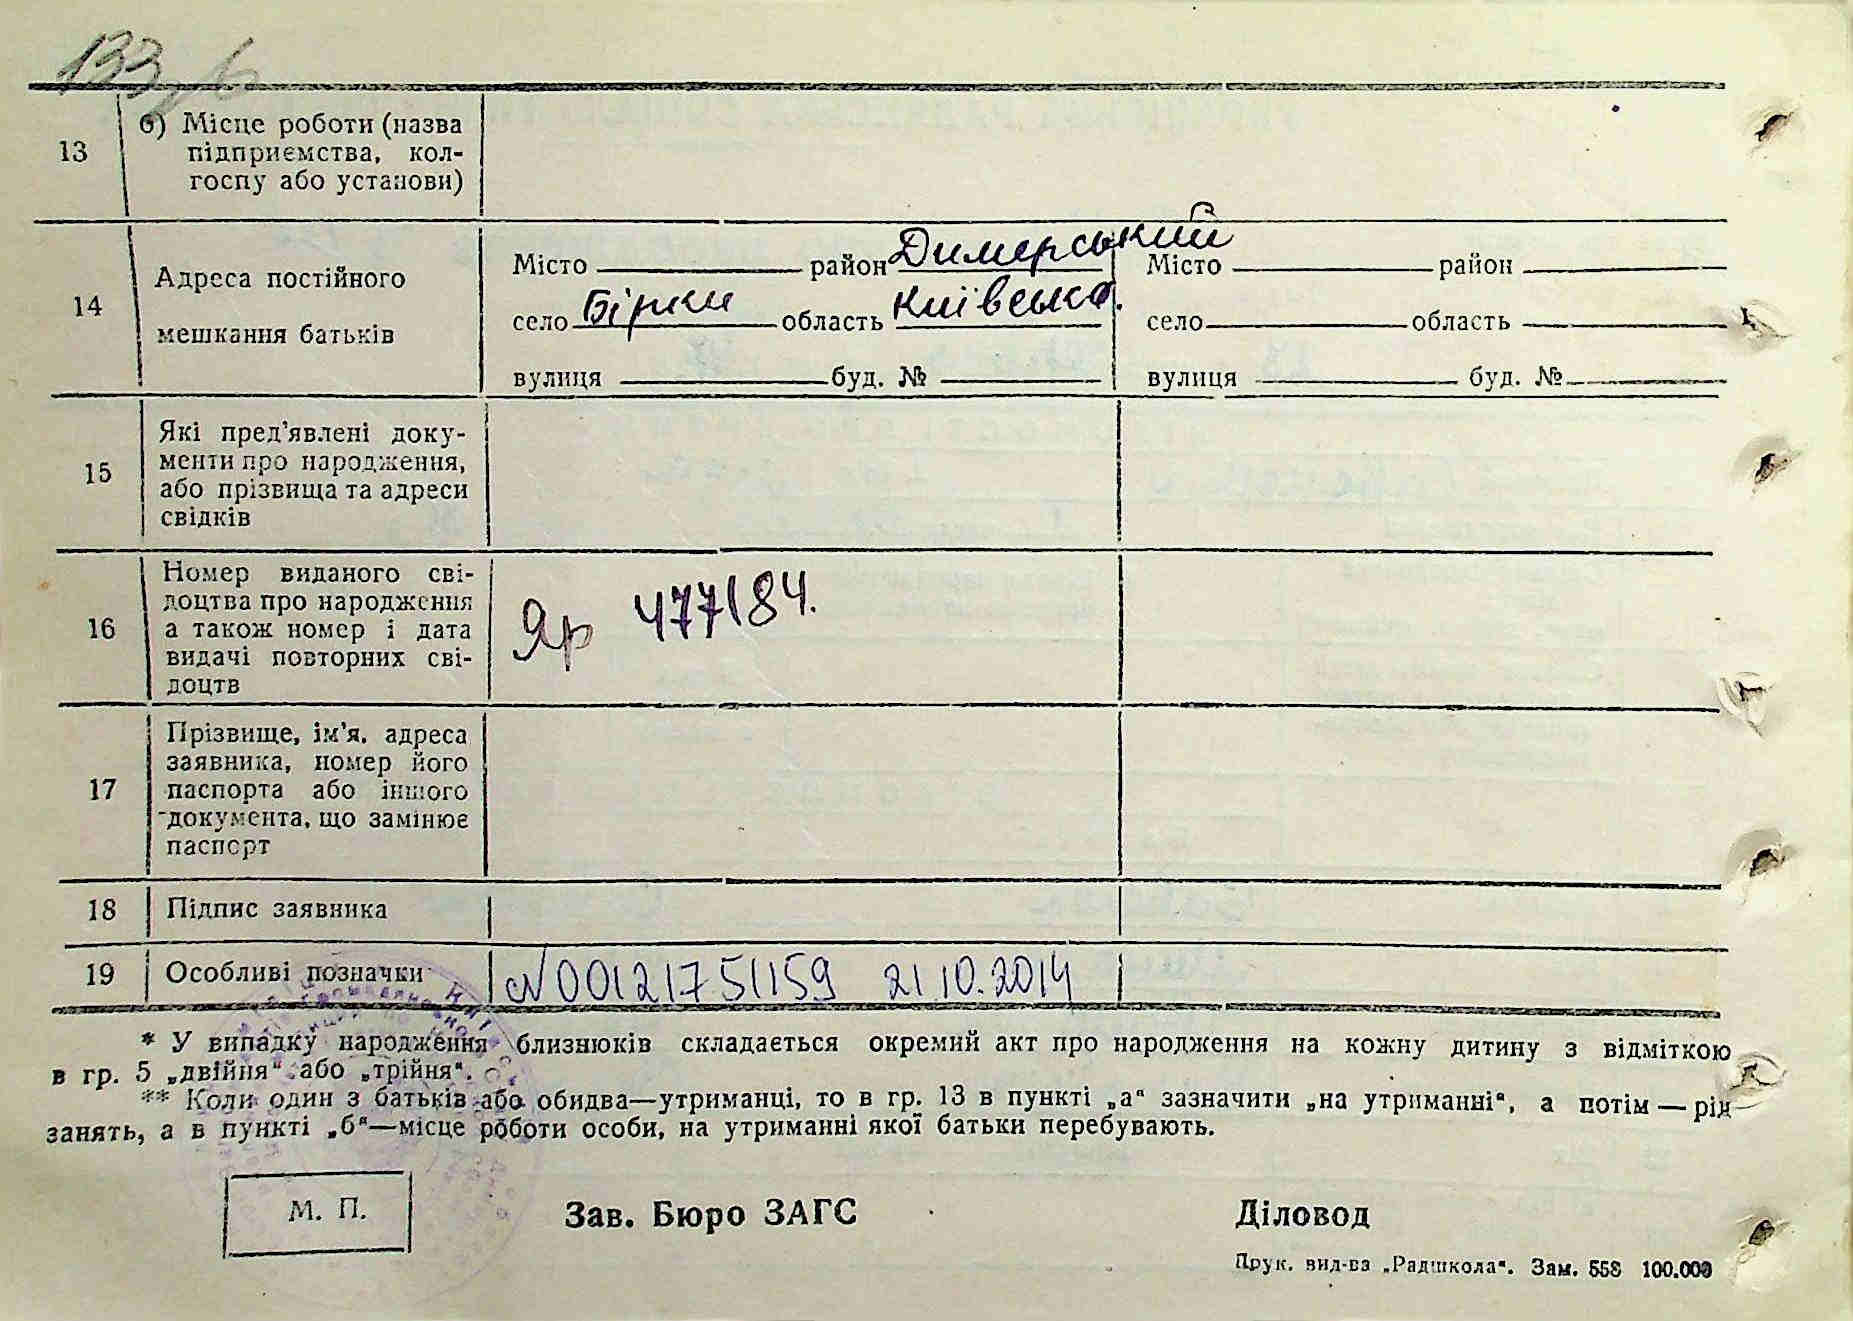 133
13
б) Місце роботи (назва
підприємства, кол-
госпу або установи)
14
Адреса постійного
мешкання батьків
Місто район Димерський
село Бірки область Київська.
вулиця буд. №
Місто район
село область
вулиця буд. №
15
Які пред'явлені доку-
менти про народження,
або прізвища та адреси
свідків
16
Номер виданого сві-
доцтва про народження
а також номер і дата
видачі повторних сві-
доцтв
Яр 477184.
17
Прізвище, ім'я. адреса
заявника, номер його
паспорта або іншого
документа, що замінює
паспорт
18
Підпис заявника
19
Особливі позначки
N00121751159 21.10.2014
* У випадку народження близнюків складається окремий акт про народження на кожну дитину з відміткою
в гр. 5 „двійня“ або „трійня“.
** Коли один з батьків або обидва—утриманці, то в гр. 13 в пункті „а“ зазначити „на утриманні“, а потім — рід
занять, а в пункті „б“—місце роботи особи, на утриманні якої батьки перебувають.
М. П.
Зав. Бюро ЗАГС
Діловод
Друк. вид-ва „Радшкола“. Зам. 558 100.000